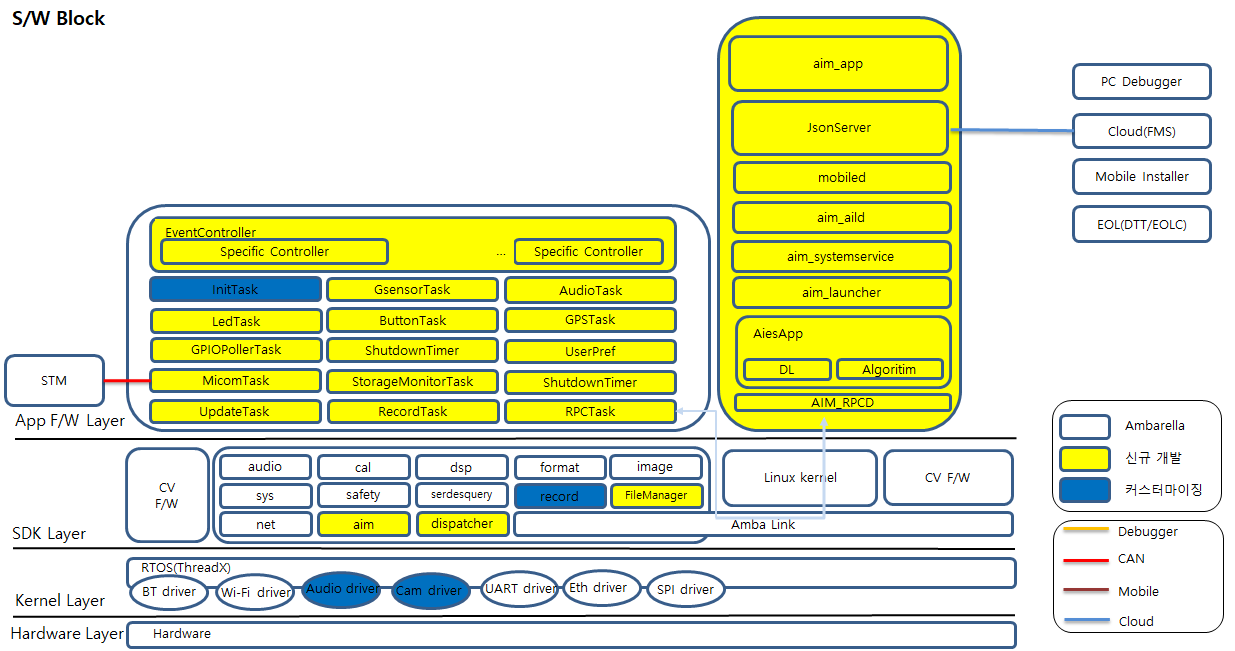 S/W Block
aim_app
JsonServer
mobiled
aim_aild
aim_systemservice
aim_launcher
AiesApp
DL
Algoritim
AIM_RPCD
PC Debugger
Cloud(FMS)
Mobile Installer
EOL(DTT/EOLC)
EventController
Specific Controller
...
Specific Controller
InitTask
GsensorTask
AudioTask
LedTask
ButtonTask
GPSTask
GPIOPollerTask
ShutdownTimer
UserPref
STM
MicomTask
StorageMonitorTask
ShutdownTimer
UpdateTask
RecordTask
RPCTask
App F/W Layer
CV
F/W
audio
cal
dsp
format
image
sys
safety
serdesquery
record
FileManager
net
aim
dispatcher
Amba Link
Linux kernel
CV F/W
SDK Layer
RTOS(ThreadX)
BT driver
Wi-Fi driver
Audio driver
Cam driver
UART driver
Eth driver
SPI driver
Kernel Layer
Hardware Layer
Hardware
Ambarella
신규 개발
커스터마이징
Debugger
CAN
Mobile
Cloud